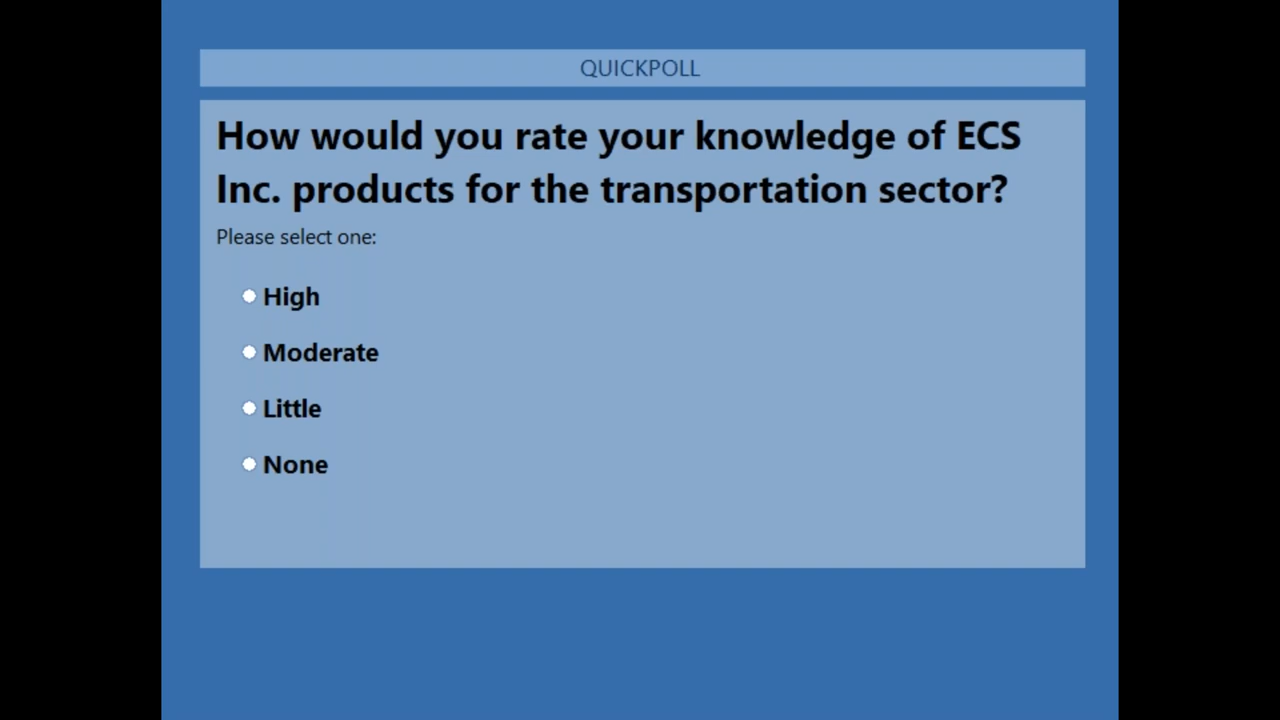 QUICKPOLL
How would you rate your knowledge of ECS
Inc. products for the transportation sector?
Please select one:
High
Moderate
Little
None